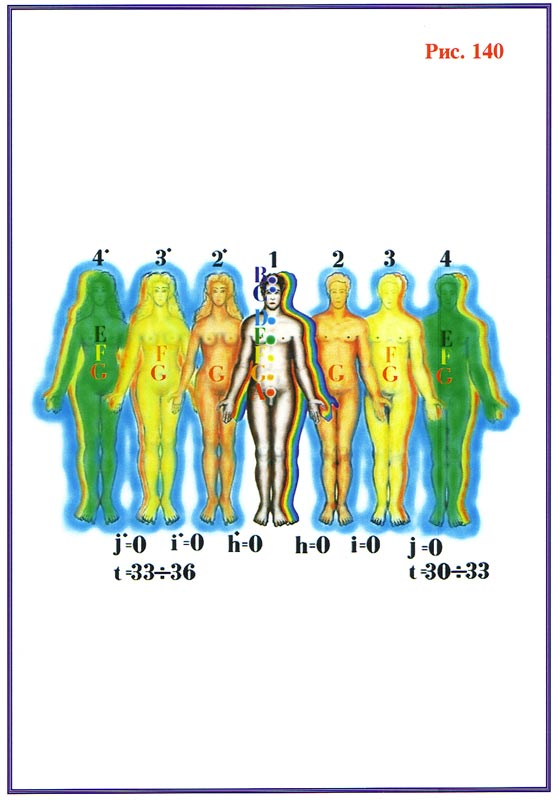 Рис. 140
4* 3* 2* 1 2 3 4
B
C
D
E E E
F F F F F
G G G G G G G
A
j*=0 i*=0 h*=0 h=0 i=0 j=0
t=33÷36 t=30÷33